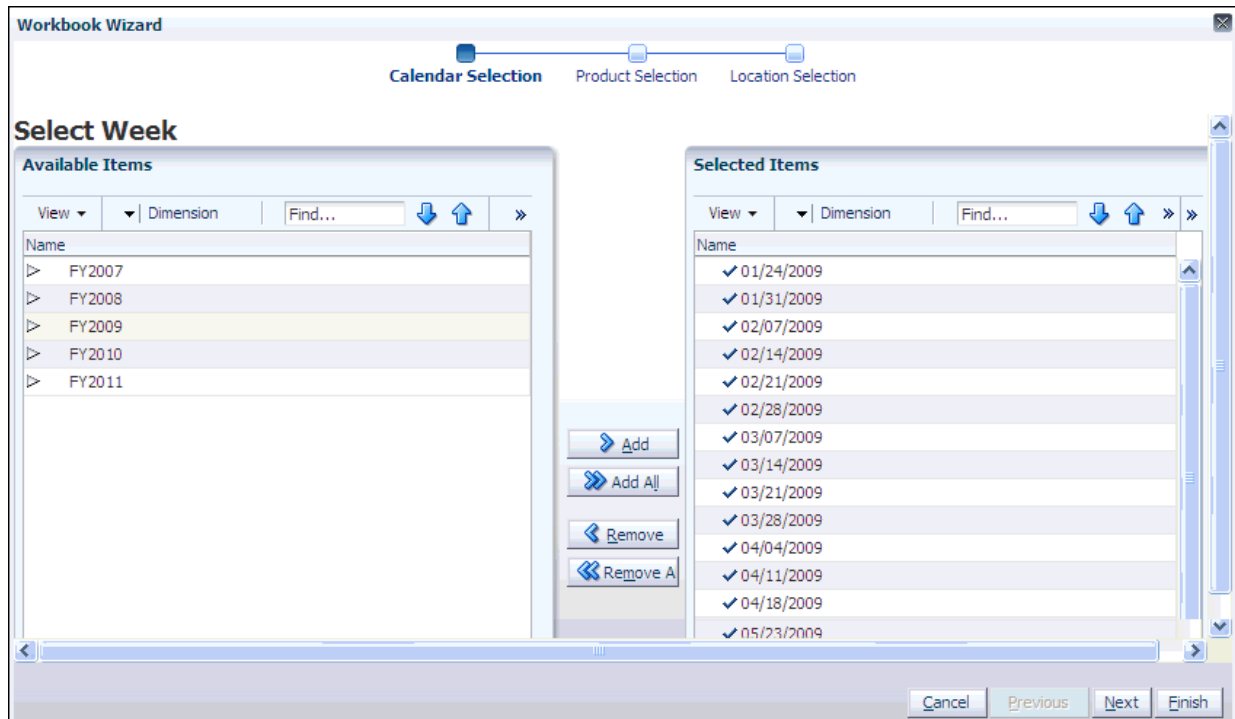 Workbook Wizard
Calendar Selection
Product Selection
Location Selection
Select Week
Available Items
View
Dimension
Find...
Name
FY2007
FY2008
FY2009
FY2010
FY2011
Add
Add All
Remove
Remove A
Selected Items
View
Dimension
Find...
Name
01/24/2009
01/31/2009
02/07/2009
02/14/2009
02/21/2009
02/28/2009
03/07/2009
03/14/2009
03/21/2009
03/28/2009
04/04/2009
04/11/2009
04/18/2009
05/23/2009
Cancel
Previous
Next
Finish